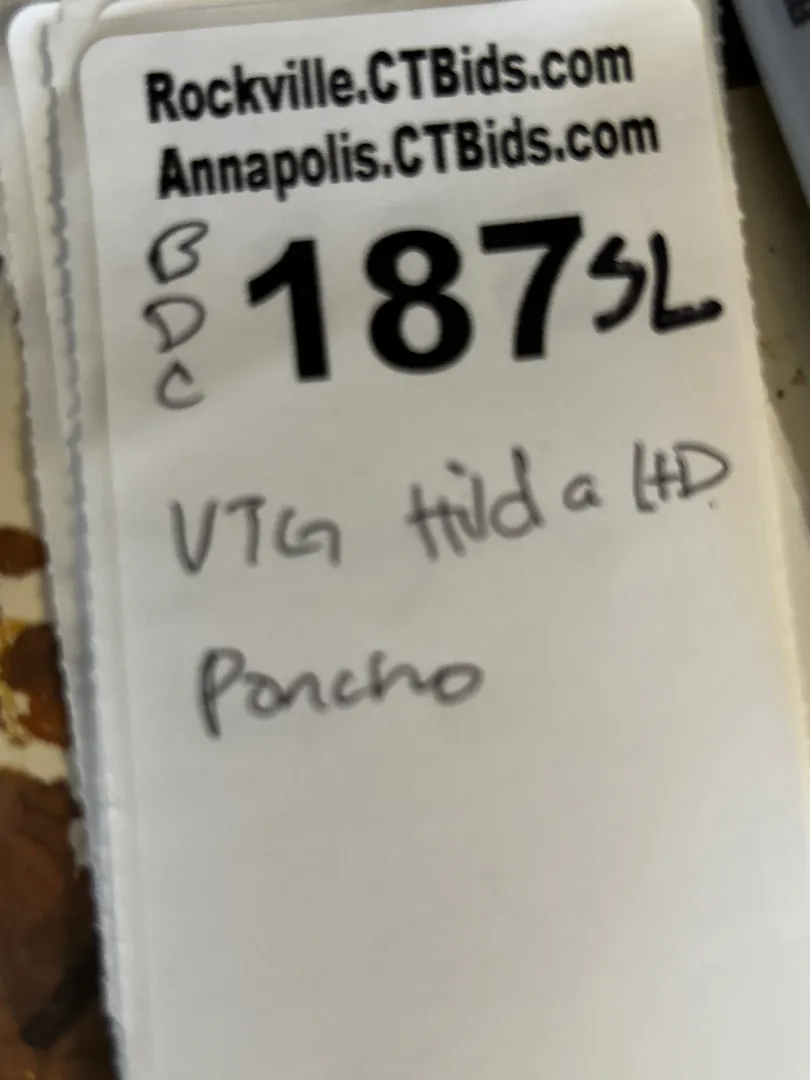 Rockville.CTBids.com
Annapolis.CTBids.com
B
D
C
187SL
VTG Hilda LTD.
Poncho